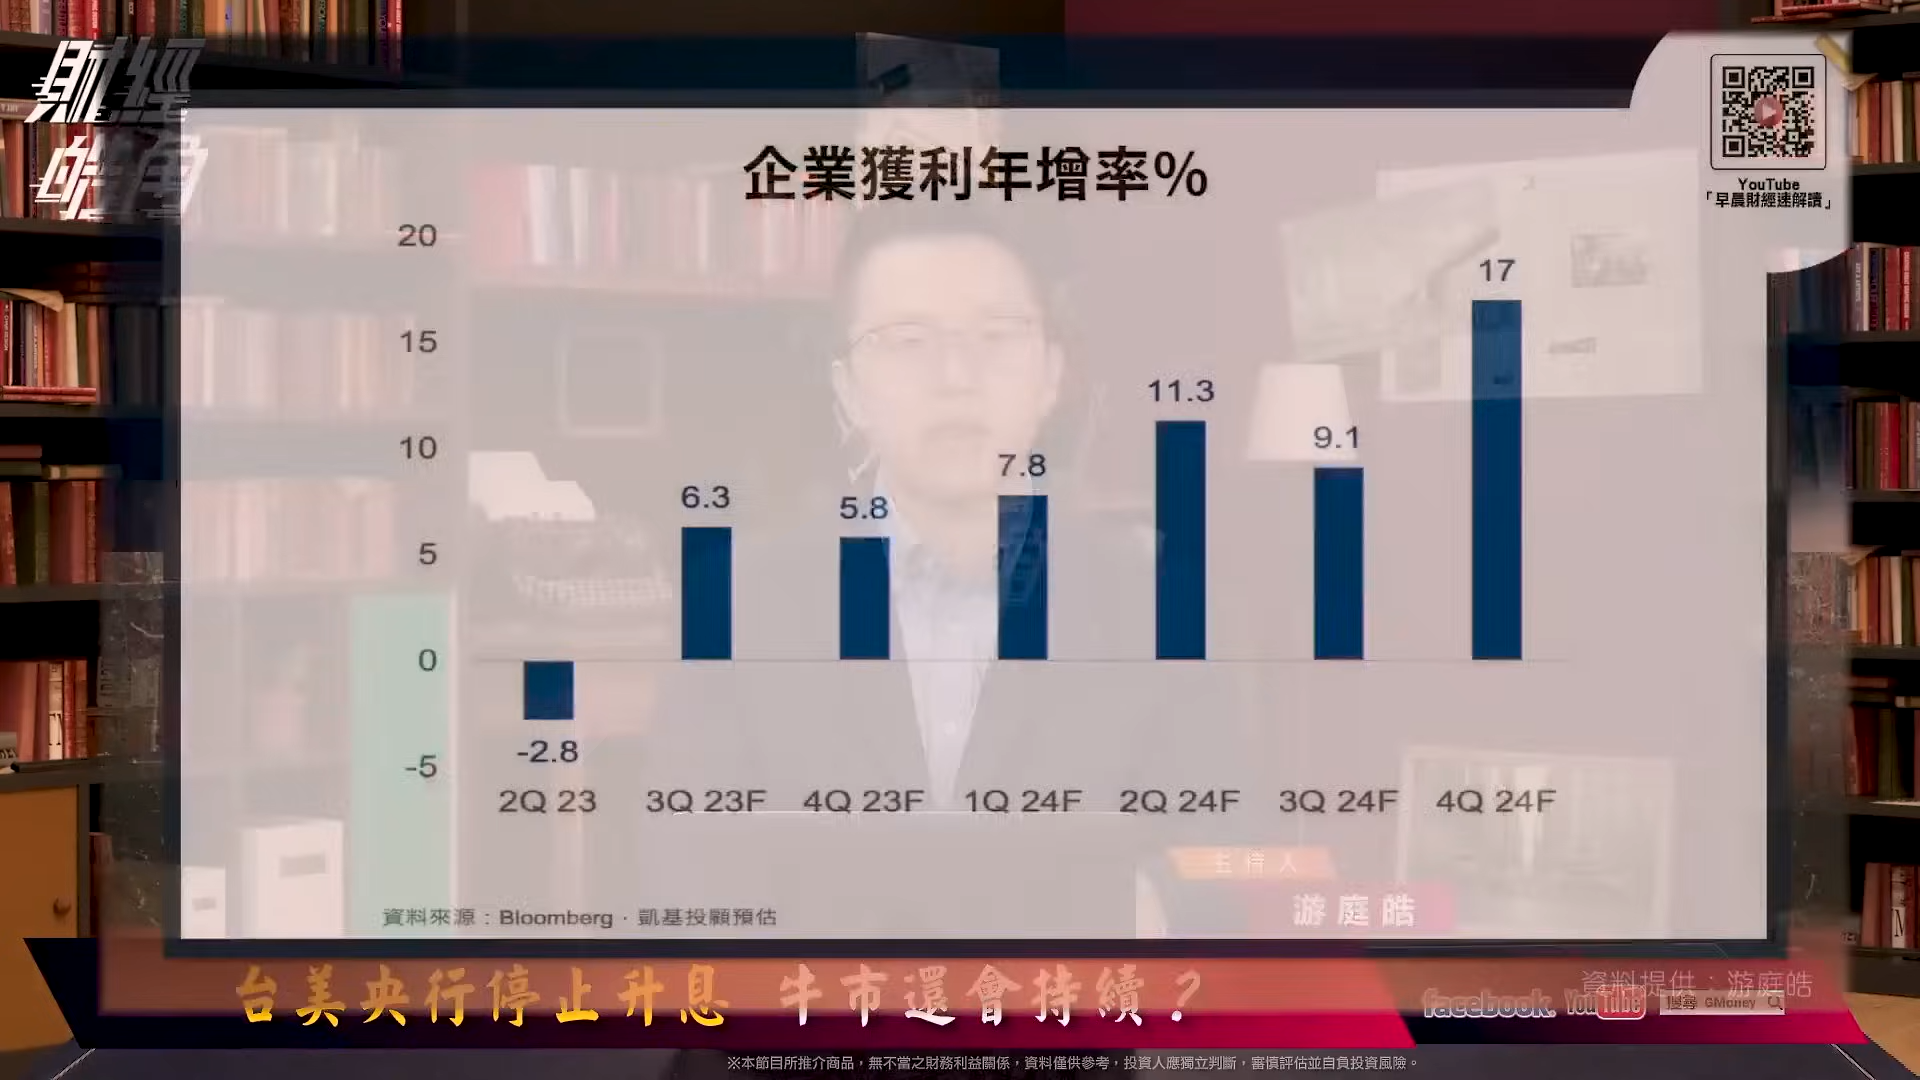 財經
皓角
YouTube
「早晨財經速解讀」
企業獲利年增率%
20
15
10
5
0
-5
-2.8
6.3
5.8
7.8
11.3
9.1
17
2Q 23
3Q 23F
4Q 23F
1Q 24F
2Q 24F
3Q 24F
4Q 24F
資料來源：Bloomberg，凱基投顧預估
主持人
游庭皓
台美央行停止升息 牛市還會持續？
資料提供：游庭皓
facebook. YouTube 搜尋 GMoney
※本節目所推介商品，無不當之財務利益關係，資料僅供參考，投資人應獨立判斷，審慎評估並自負投資風險。